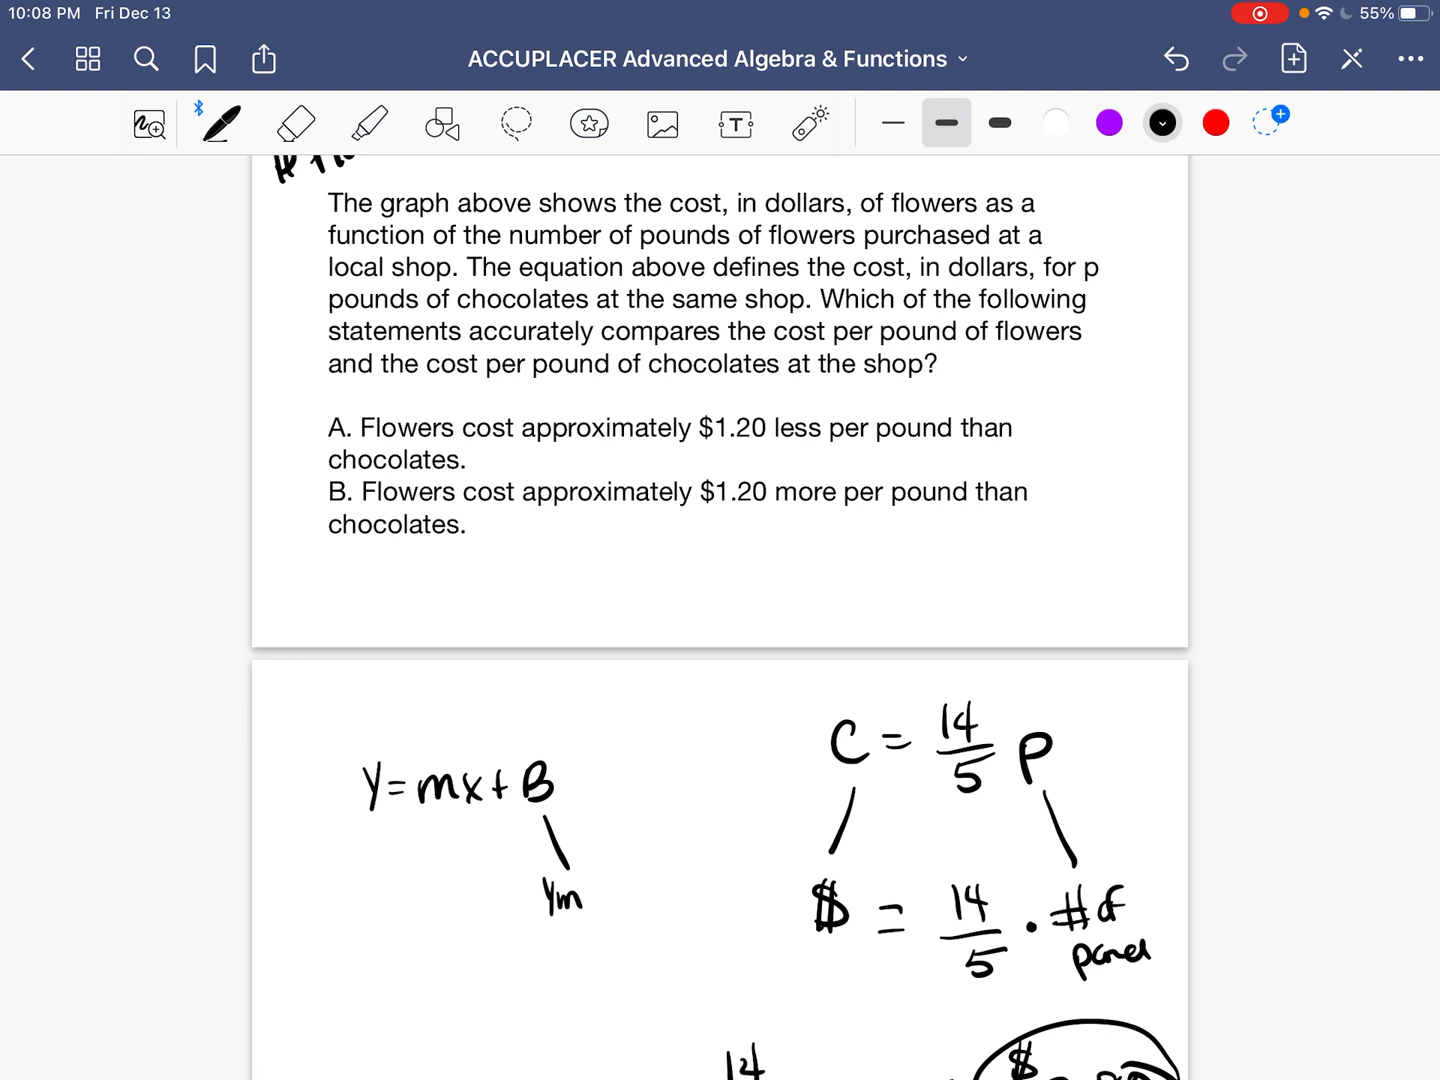 10:08 PM Fri Dec 13
55%
ACCUPLACER Advanced Algebra & Functions
The graph above shows the cost, in dollars, of flowers as a
function of the number of pounds of flowers purchased at a
local shop. The equation above defines the cost, in dollars, for p
pounds of chocolates at the same shop. Which of the following
statements accurately compares the cost per pound of flowers
and the cost per pound of chocolates at the shop?
A. Flowers cost approximately $1.20 less per pound than
chocolates.
B. Flowers cost approximately $1.20 more per pound than
chocolates.
C = 14/5 P
Y = mx + B
$ = 14/5 · # of
14
$